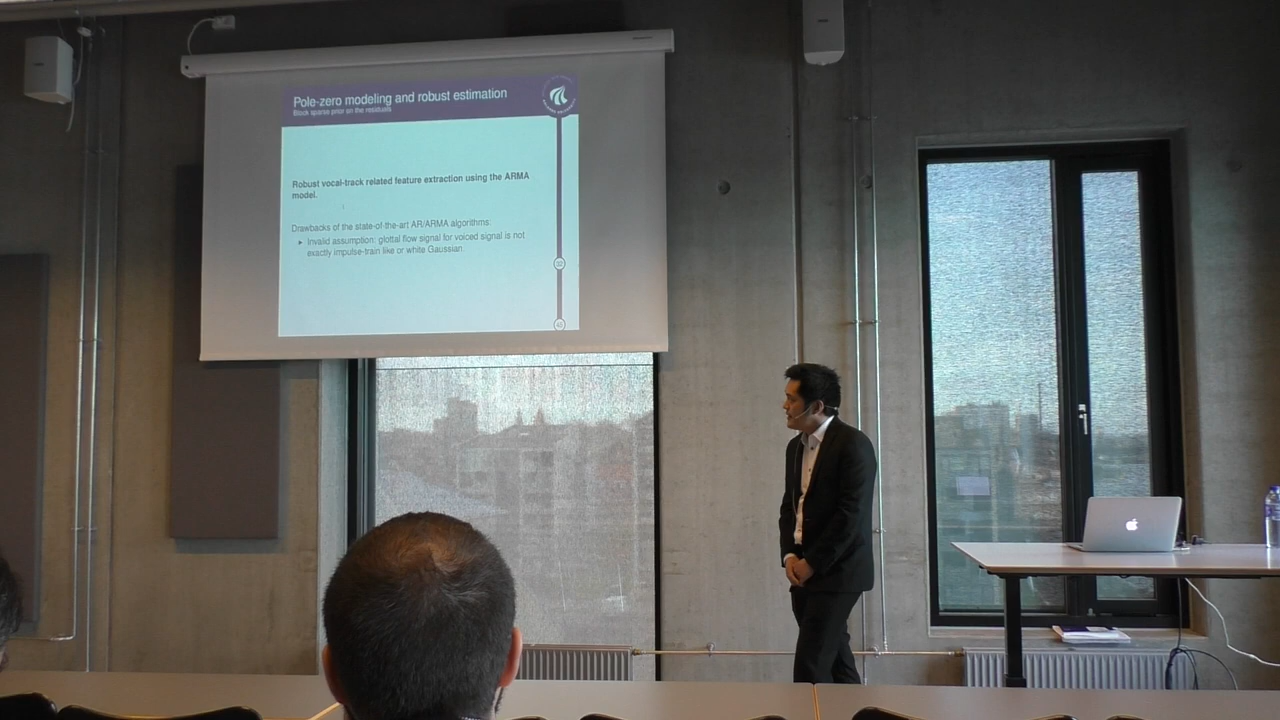 Pole-zero modeling and robust estimation
Block sparse prior on the residuals
Robust vocal-track related feature extraction using the ARMA
model.
Drawbacks of the state-of-the-art AR/ARMA algorithms:
Invalid assumption: glottal flow signal for voiced signal is not
exactly impulse-train like or white Gaussian
45